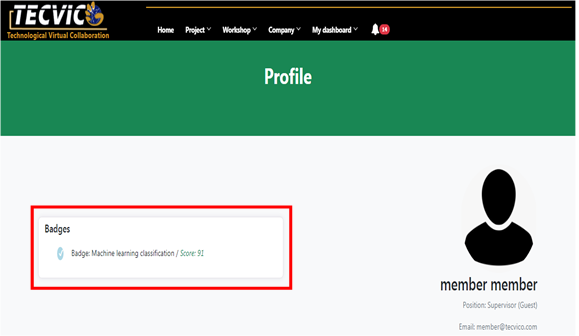 TECVICO
Technological Virtual Collaboration
Home Project Workshop Company My dashboard 14
Profile
Badges
Badge: Machine learning classification / Score: 91
member member
Position: Supervisor (Guest)
Email: member@tecvico.com